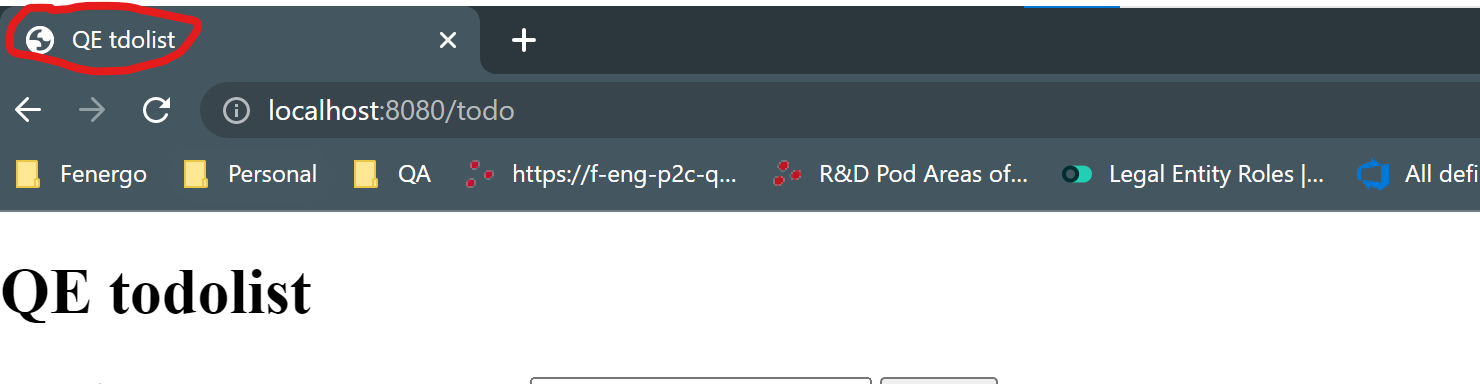 QE tdolist
localhost:8080/todo
Fenergo Personal QA https://f-eng-p2c-q... R&D Pod Areas of... Legal Entity Roles |... All defi
QE todolist